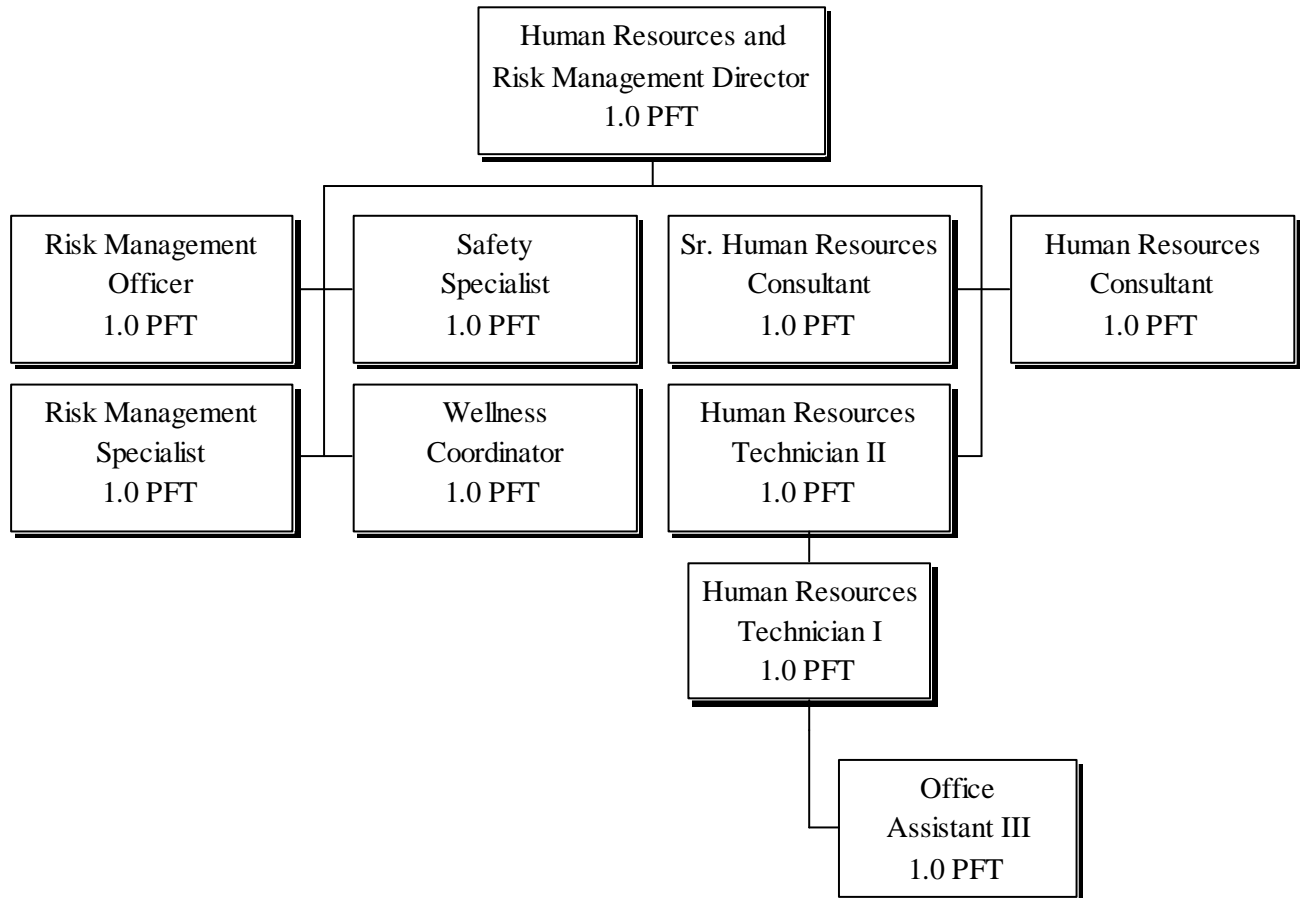 Human Resources and
Risk Management Director
1.0 PFT
Risk Management
Officer
1.0 PFT
Safety
Specialist
1.0 PFT
Sr. Human Resources
Consultant
1.0 PFT
Human Resources
Consultant
1.0 PFT
Risk Management
Specialist
1.0 PFT
Wellness
Coordinator
1.0 PFT
Human Resources
Technician II
1.0 PFT
Human Resources
Technician I
1.0 PFT
Office
Assistant III
1.0 PFT